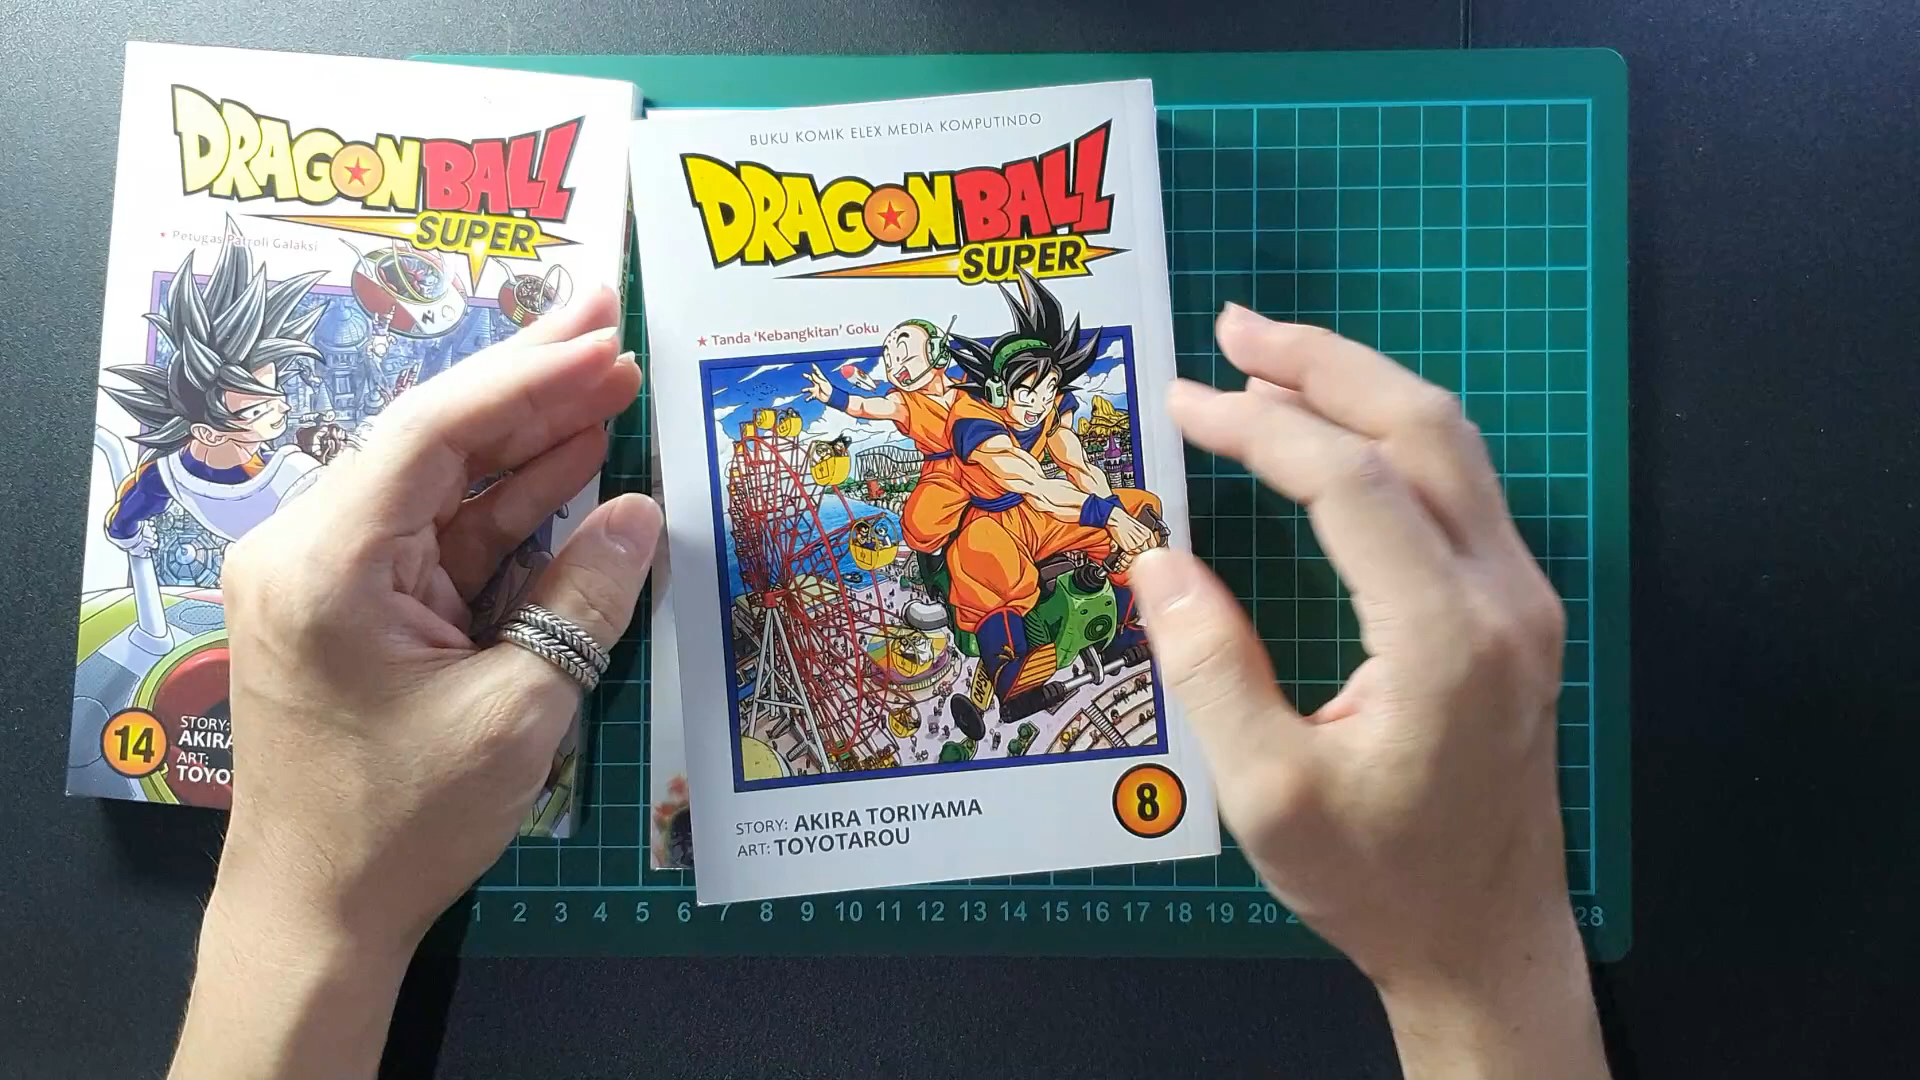 DRAGON BALL
SUPER
★ Petugas Patroli Galaksi
14
STORY:
AKIRA
ART:
TOYOT
BUKU KOMIK ELEX MEDIA KOMPUTINDO
DRAGON BALL
SUPER
★ Tanda 'Kebangkitan' Goku
STORY: AKIRA TORIYAMA
ART: TOYOTAROU
8
1 2 3 4 5 6 7 8 9 10 11 12 13 14 15 16 17 18 19 20 28